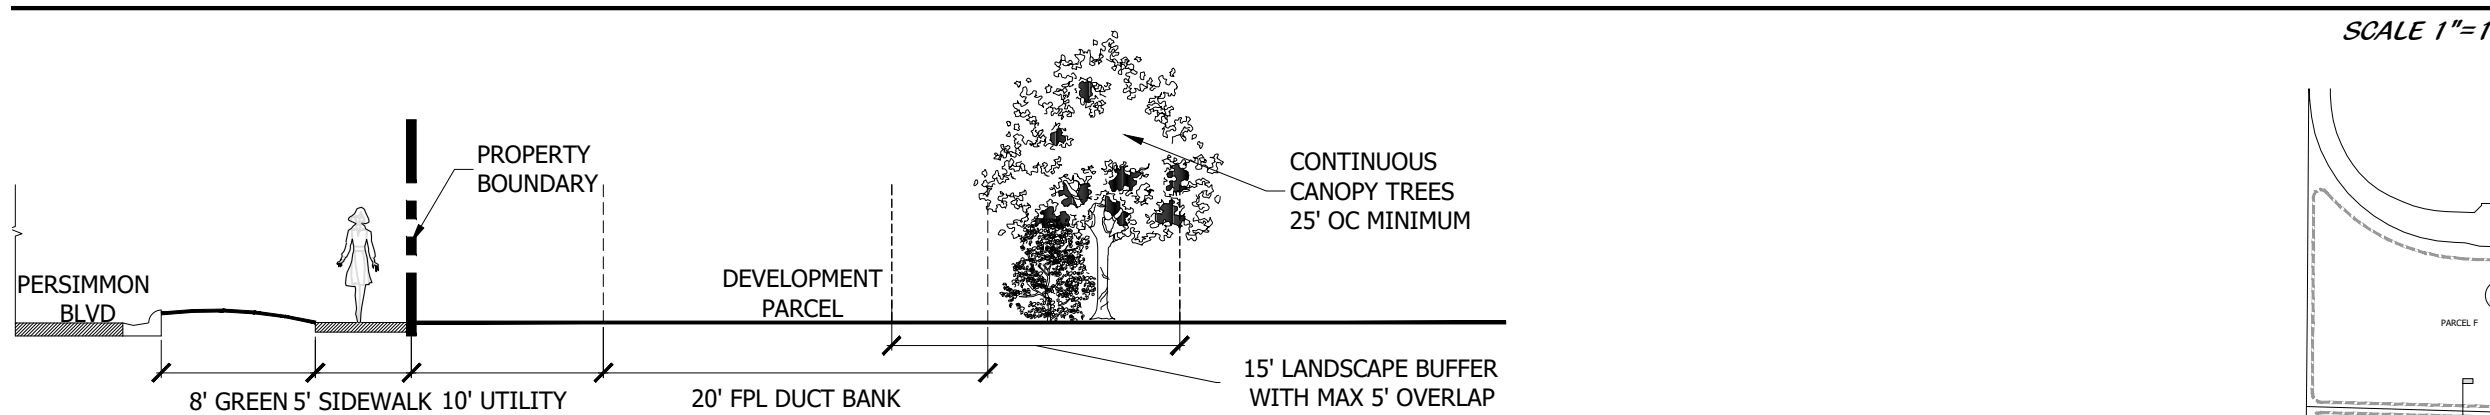 SCALE 1"=1
PROPERTY
BOUNDARY
CONTINUOUS
CANOPY TREES
25' OC MINIMUM
PERSIMMON
BLVD
DEVELOPMENT
PARCEL
PARCEL F
15' LANDSCAPE BUFFER
WITH MAX 5' OVERLAP
8' GREEN 5' SIDEWALK 10' UTILITY
20' FPL DUCT BANK